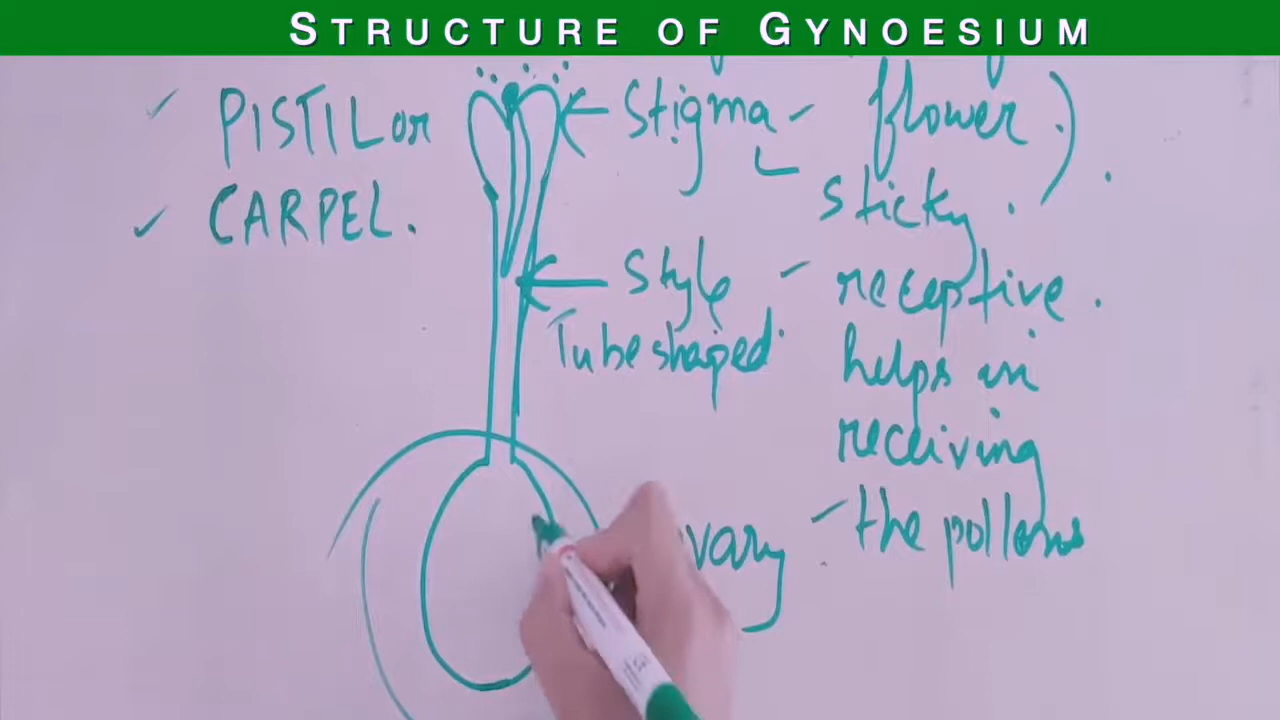 STRUCTURE OF GYNOESIUM
PISTIL or
CARPEL.
Stigma -
flower.)
sticky.
Style - receptive.
Tube shaped
helps in
receiving
vary - the pollens